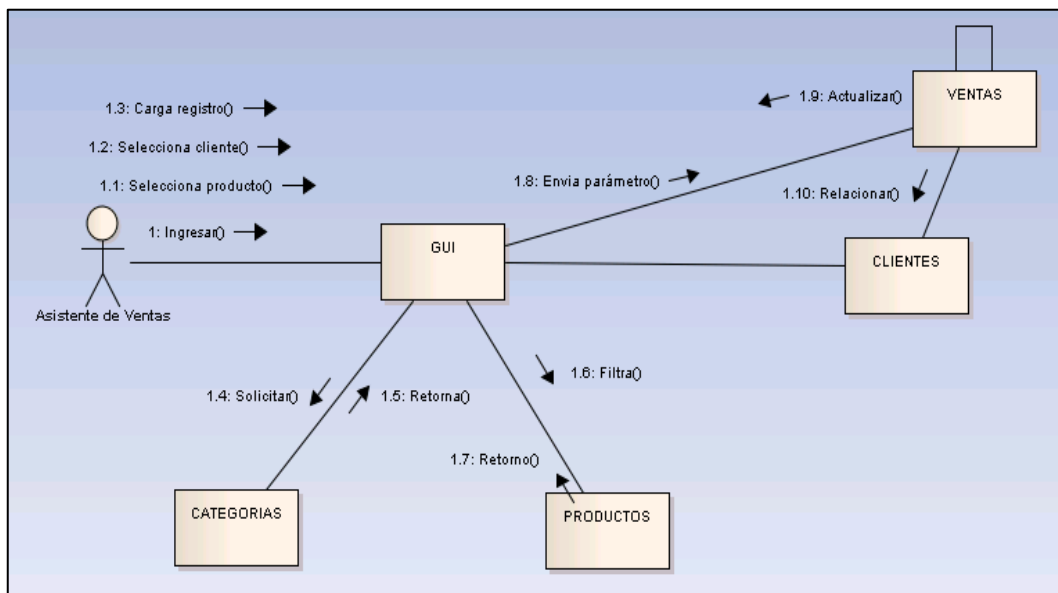 1.3: Carga registro()
1.9: Actualizar()
VENTAS
1.2: Selecciona cliente()
1.1: Selecciona producto()
1.8: Envia parámetro()
1.10: Relacionar()
1: Ingresar()
GUI
CLIENTES
Asistente de Ventas
1.4: Solicitar()
1.5: Retorna()
1.6: Filtra()
1.7: Retorno()
CATEGORIAS
PRODUCTOS